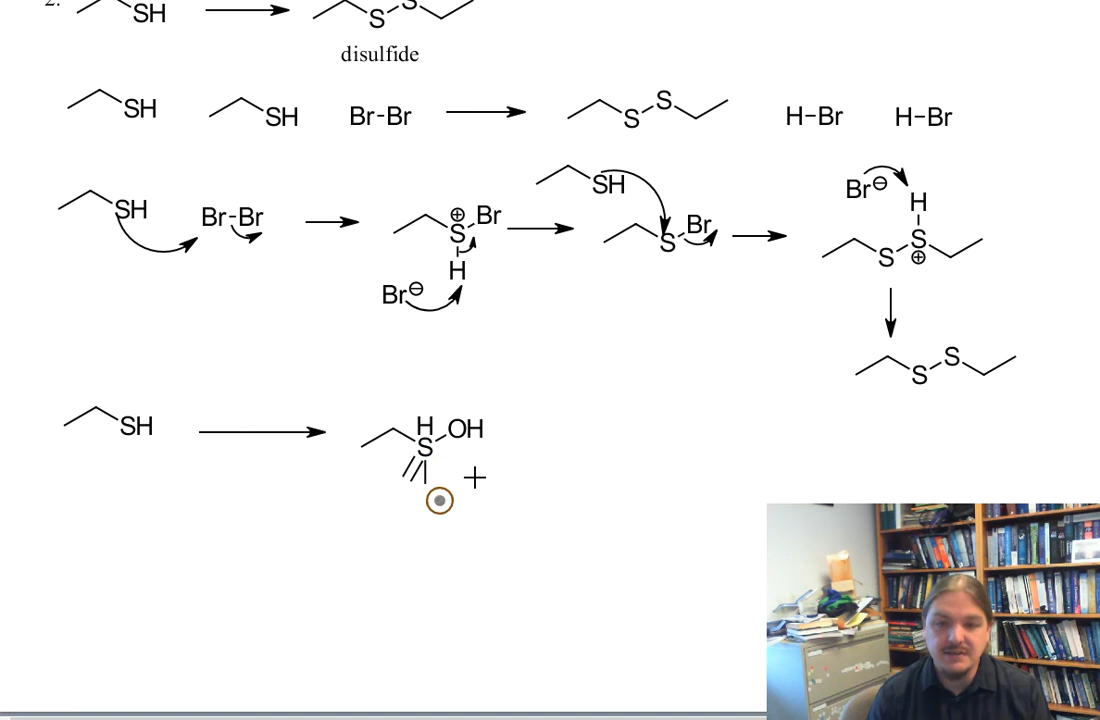 2. SH S S
disulfide
SH SH Br-Br S S H-Br H-Br
SH Br-Br ⊕ Br S H Br⊖ SH S Br Br⊖ H S S ⊕
S S
SH H S OH +